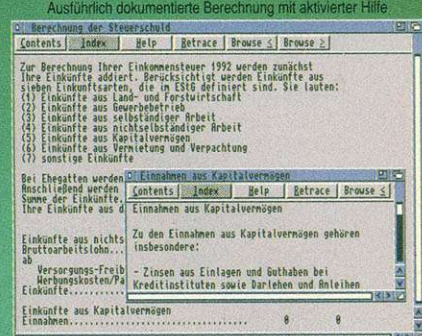 Ausführlich dokumentierte Berechnung mit aktivierter Hilfe
Berechnung der Steuerschuld
Contents Index Help Retrace Browse < Browse >
Zur Berechnung Ihrer Einkommensteuer 1992 werden zunächst
Ihre Einkünfte addiert. Berücksichtigt werden Einkünfte aus
sieben Einkunftsarten, die im EStG definiert sind. Sie lauten:
(1) Einkünfte aus Land- und Forstwirtschaft
(2) Einkünfte aus Gewerbebetrieb
(3) Einkünfte aus selbständiger Arbeit
(4) Einkünfte aus nichtselbständiger Arbeit
(5) Einkünfte aus Kapitalvermögen
(6) Einkünfte aus Vermietung und Verpachtung
(7) sonstige Einkünfte
Bei Ehegatten werden
Anschließend werden
Summe der Einkünfte.
Ihre Einkünfte aus d
Einkünfte aus nichts
Bruttoarbeitslohn...
ab
Versorgungs-Freib
Werbungskosten/Pa
Einkünfte............
Einnahmen aus Kapitalvermögen
Contents Index Help Retrace Browse <
Einnahmen aus Kapitalvermögen
Zu den Einnahmen aus Kapitalvermögen gehören
insbesondere:
- Zinsen aus Einlagen und Guthaben bei
Kreditinstituten sowie Darlehen und Anleihen
Einkünfte aus Kapitalvermögen
Einnahmen................................ 0 0